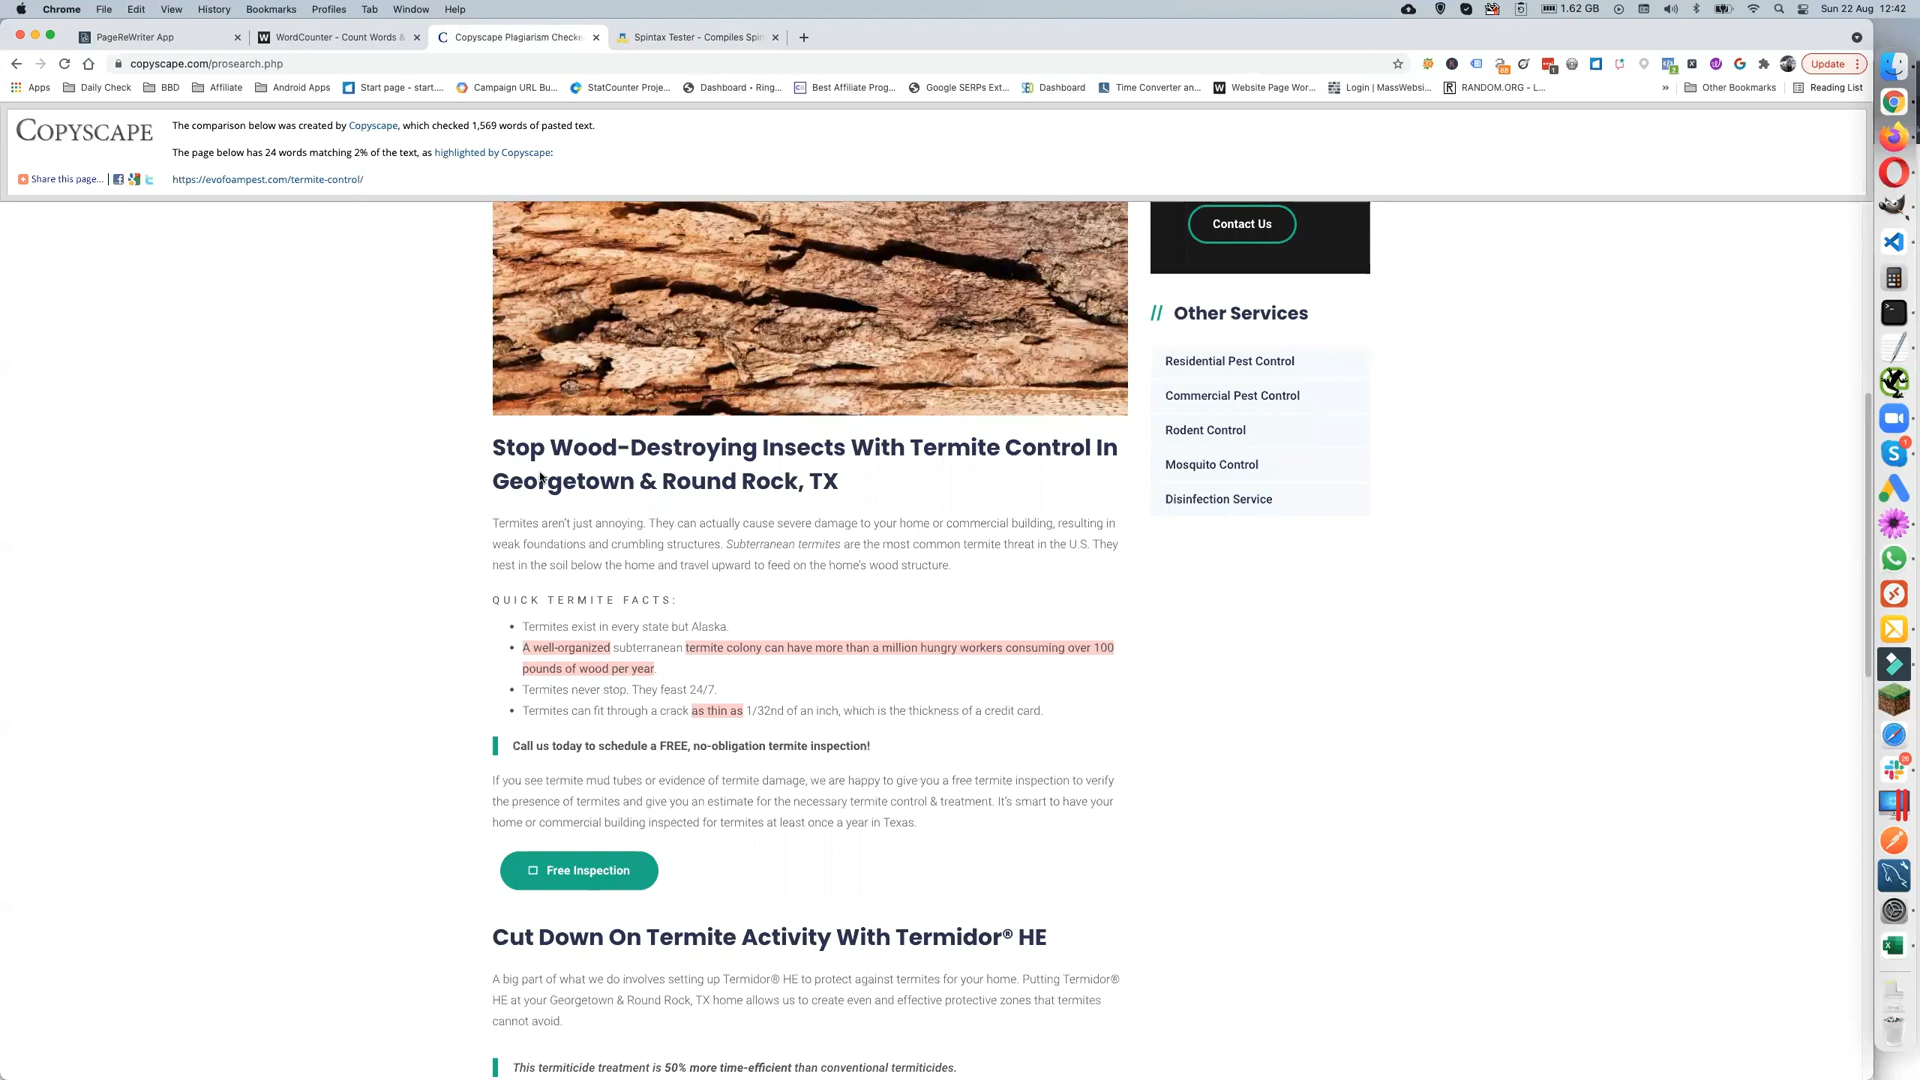 Chrome File Edit View History Bookmarks Profiles Tab Window Help 1.62 GB Sun 22 Aug 12:42
PageReWriter App WordCounter - Count Words & Copyscape Plagiarism Checke Spintax Tester - Compiles Spin
copyscape.com/prosearch.php Update
Apps Daily Check BBD Affiliate Android Apps Start page - start.... Campaign URL Bu... StatCounter Proje... Dashboard • Ring... Best Affiliate Prog... Google SERPs Ext... Dashboard Time Converter an... Website Page Wor... Login | MassWebsi... RANDOM.ORG - L... » Other Bookmarks Reading List
COPYSCAPE
The comparison below was created by Copyscape, which checked 1,569 words of pasted text.
The page below has 24 words matching 2% of the text, as highlighted by Copyscape:
Share this page... |
https://evofoampest.com/termite-control/
Contact Us
// Other Services
Residential Pest Control
Commercial Pest Control
Rodent Control
Mosquito Control
Disinfection Service
Stop Wood-Destroying Insects With Termite Control In
Georgetown & Round Rock, TX
Termites aren't just annoying. They can actually cause severe damage to your home or commercial building, resulting in
weak foundations and crumbling structures. Subterranean termites are the most common termite threat in the U.S. They
nest in the soil below the home and travel upward to feed on the home's wood structure.
QUICK TERMITE FACTS:
• Termites exist in every state but Alaska.
• A well-organized subterranean termite colony can have more than a million hungry workers consuming over 100
pounds of wood per year.
• Termites never stop. They feast 24/7.
• Termites can fit through a crack as thin as 1/32nd of an inch, which is the thickness of a credit card.
Call us today to schedule a FREE, no-obligation termite inspection!
If you see termite mud tubes or evidence of termite damage, we are happy to give you a free termite inspection to verify
the presence of termites and give you an estimate for the necessary termite control & treatment. It's smart to have your
home or commercial building inspected for termites at least once a year in Texas.
Free Inspection
Cut Down On Termite Activity With Termidor® HE
A big part of what we do involves setting up Termidor® HE to protect against termites for your home. Putting Termidor®
HE at your Georgetown & Round Rock, TX home allows us to create even and effective protective zones that termites
cannot avoid.
This termiticide treatment is 50% more time-efficient than conventional termiticides.